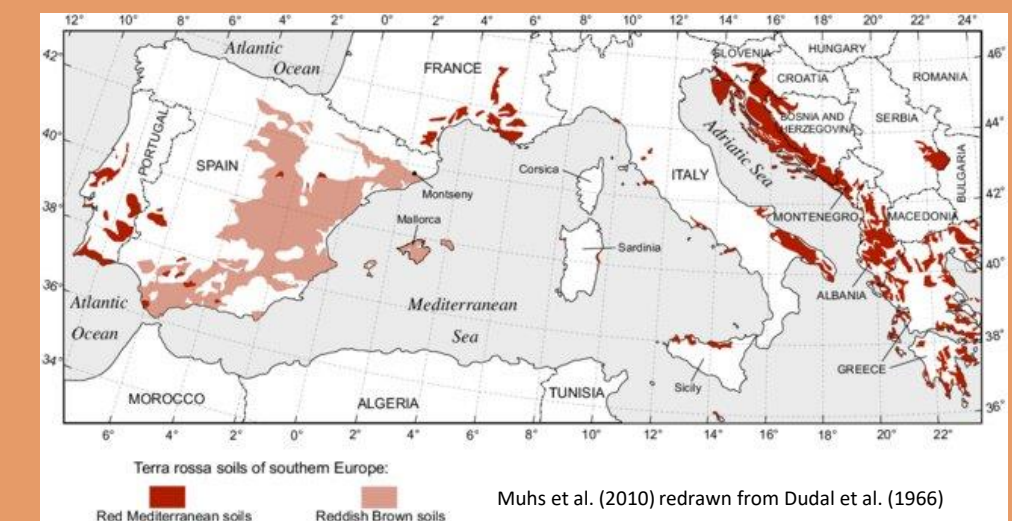 12° 10° 8° 6° 4° 2° 0° 2° 4° 6° 8° 10° 12° 14° 16° 18° 20° 22° 24°
42°
40°
38°
36°
34°
46°
44°
42°
40°
38°
36°
Atlantic
Ocean
FRANCE
SLOVENIA
HUNGARY
CROATIA
ROMANIA
BOSNIA AND
HERZEGOVINA
SERBIA
BULGARIA
PORTUGAL
SPAIN
Montseny
Mallorca
Corsica
ITALY
Adriatic Sea
MONTENEGRO
MACEDONIA
Sardinia
ALBANIA
Atlantic
Ocean
Mediterranean
Sea
GREECE
Sicily
MOROCCO
ALGERIA
TUNISIA
6° 4° 2° 0° 2° 4° 6° 8° 10° 12° 14° 16° 18° 20° 22°
Terra rossa soils of southern Europe:
Red Mediterranean soils
Reddish Brown soils
Muhs et al. (2010) redrawn from Dudal et al. (1966)